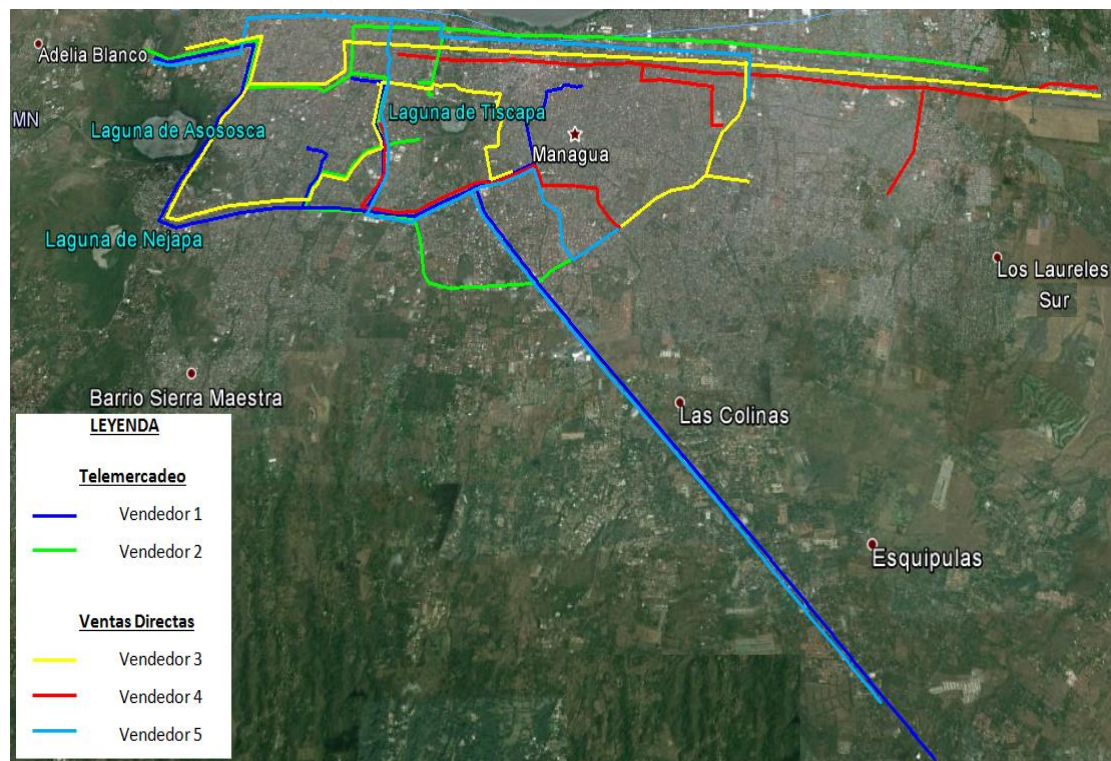 Adelia Blanco
MN
Laguna de Asososca
Laguna de Tiscapa
Managua
Laguna de Nejapa
Los Laureles
Sur
Barrio Sierra Maestra
Las Colinas
Esquipulas
LEYENDA
Telemercadeo
Vendedor 1
Vendedor 2
Ventas Directas
Vendedor 3
Vendedor 4
Vendedor 5